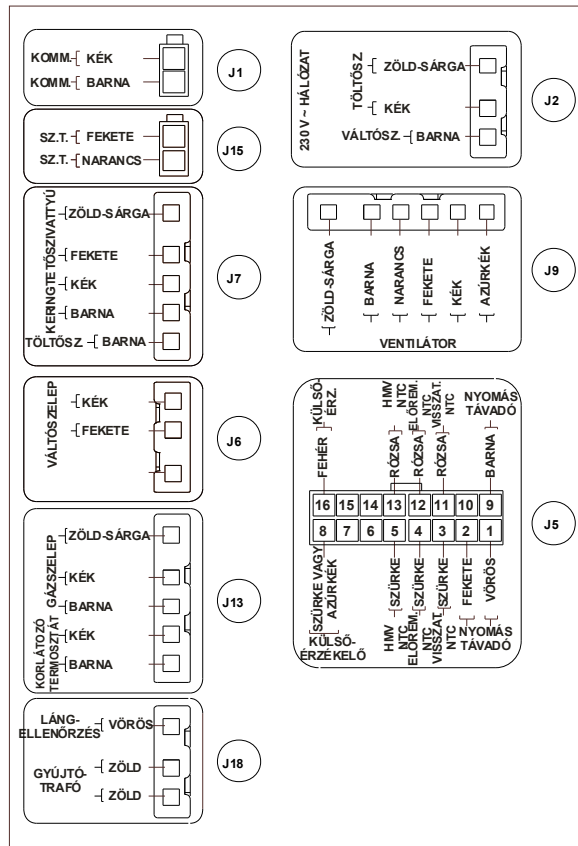 KOMM. KÉK
KOMM. BARNA
J1
SZ.T. FEKETE
SZ.T. NARANCS
J15
KERINGTETŐSZIVATTYÚ
ZÖLD-SÁRGA
FEKETE
KÉK
BARNA
TÖLTŐSZ. BARNA
J7
VÁLTÓSZELEP
KÉK
FEKETE
J6
GÁZSZELEP
ZÖLD-SÁRGA
KÉK
BARNA
KORLÁTOZÓ
TERMOSZTÁT
KÉK
BARNA
J13
LÁNG-
ELLENŐRZÉS
VÖRÖS
GYÚJTÓ-
TRAFÓ
ZÖLD
ZÖLD
J18
230 V ~ HÁLÓZAT
TÖLTŐSZ.
ZÖLD-SÁRGA
KÉK
VÁLTÓSZ. BARNA
J2
ZÖLD-SÁRGA
BARNA
NARANCS
FEKETE
KÉK
AZÚRKÉK
VENTILÁTOR
J9
KÜLSŐ-
ÉRZ.
HMV
NTC
ELŐREM.
NTC
VISSZAT.
NTC
NYOMÁS
TÁVADÓ
FEHÉR
RÓZSA
RÓZSA
RÓZSA
BARNA
16 15 14 13 12 11 10 9
8 7 6 5 4 3 2 1
SZÜRKE VAGY
AZÚRKÉK
SZÜRKE
SZÜRKE
SZÜRKE
FEKETE
VÖRÖS
KÜLSŐ-
ÉRZÉKELŐ
HMV
NTC
ELŐREM.
NTC
VISSZAT.
NTC
NYOMÁS
TÁVADÓ
J5